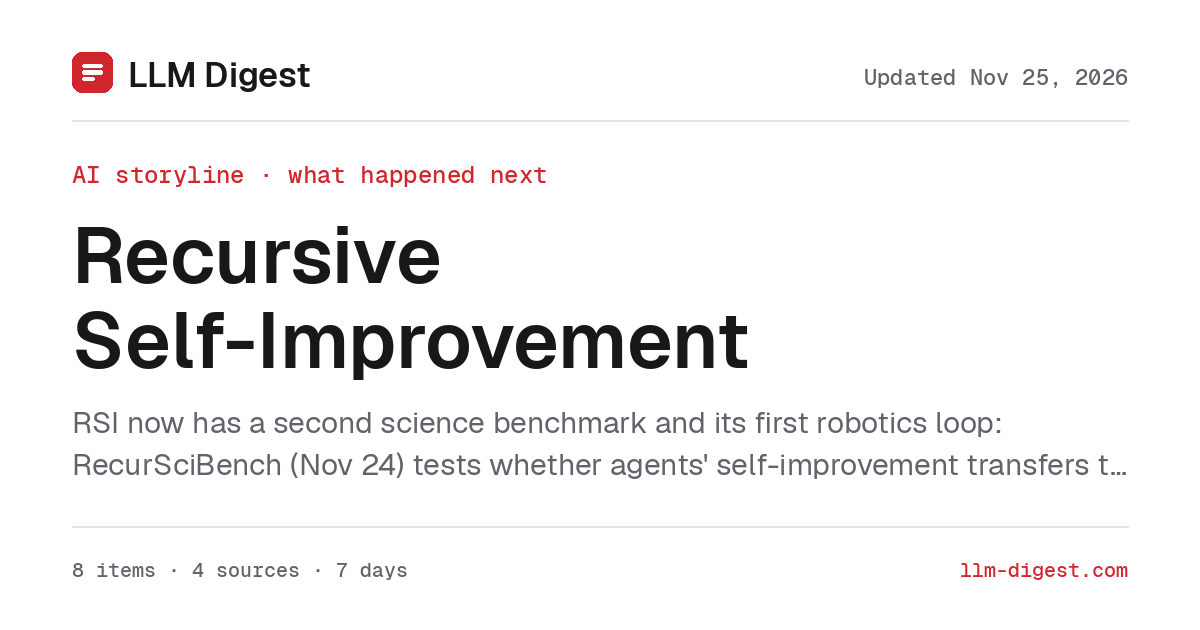 LLM Digest
Updated Nov 25, 2026
AI storyline · what happened next
Recursive
Self-Improvement
RSI now has a second science benchmark and its first robotics loop:
RecurSciBench (Nov 24) tests whether agents' self-improvement transfers t…
8 items · 4 sources · 7 days
llm-digest.com